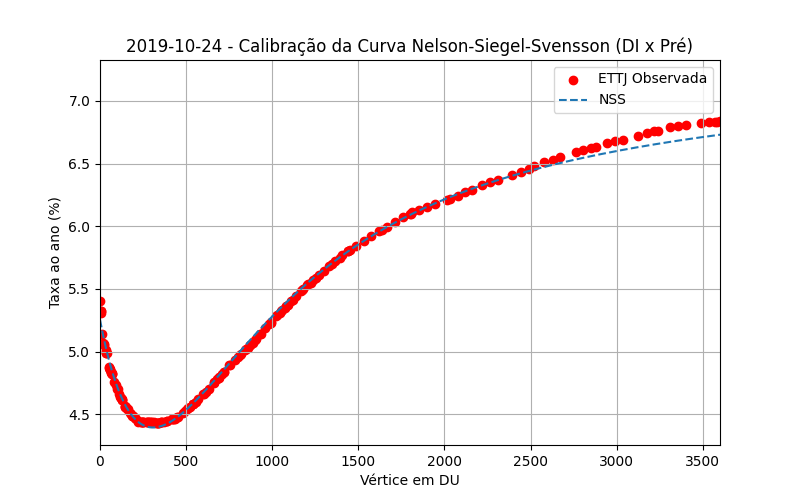 2019-10-24 - Calibração da Curva Nelson-Siegel-Svensson (DI x Pré)
ETTJ Observada
NSS
Taxa ao ano (%)
7.0
6.5
6.0
5.5
5.0
4.5
0 500 1000 1500 2000 2500 3000 3500
Vértice em DU